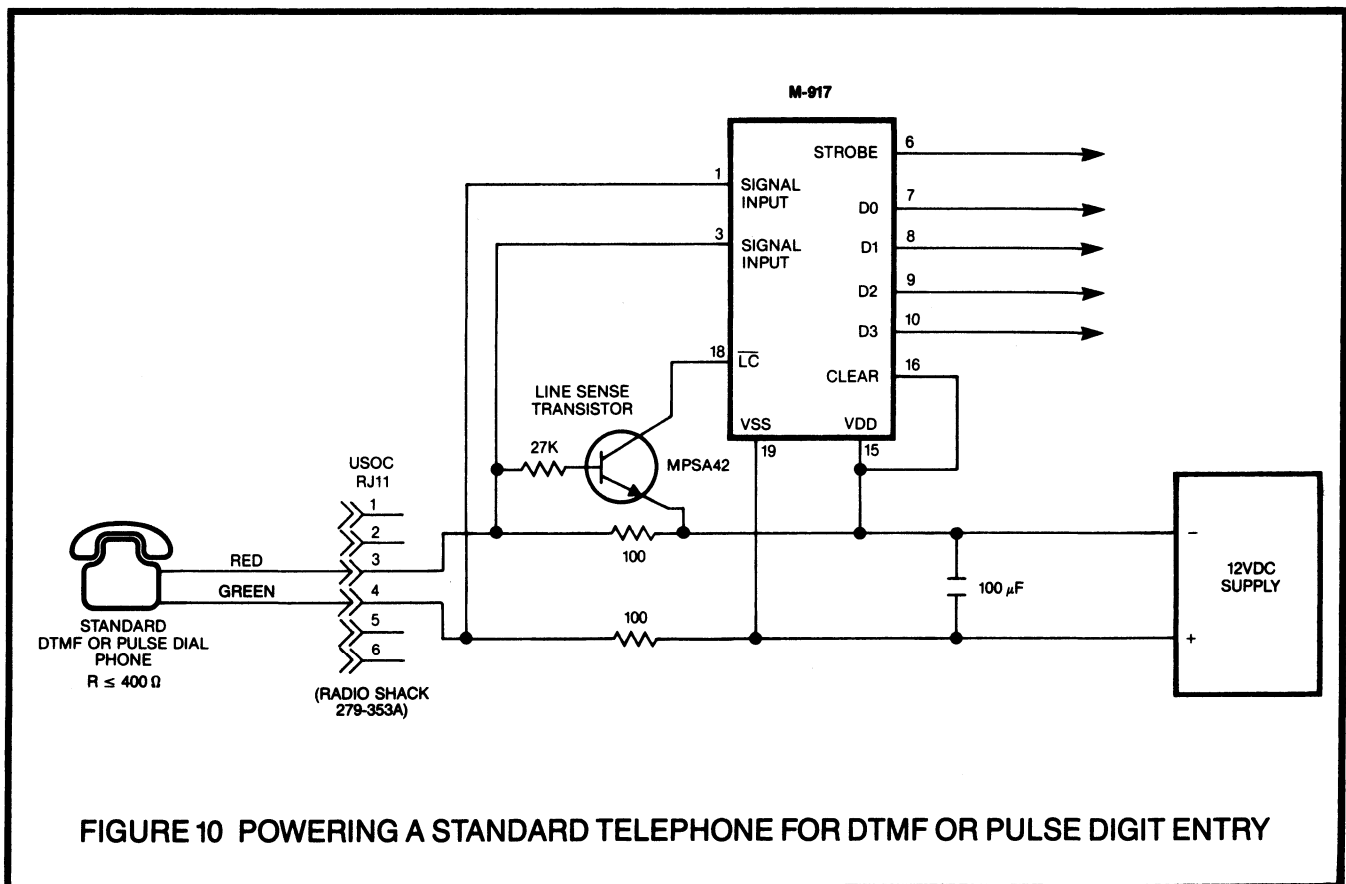 M-917
STROBE
6
1
SIGNAL
INPUT
D0
7
3
SIGNAL
INPUT
D1
8
D2
9
D3
10
18
L̅C̅
CLEAR
16
LINE SENSE
TRANSISTOR
VSS
VDD
19
15
27K
MPSA42
USOC
RJ11
1
2
3
4
5
6
RED
GREEN
100
100
100 µF
−
+
12VDC
SUPPLY
STANDARD
DTMF OR PULSE DIAL
PHONE
R ≤ 400 Ω
(RADIO SHACK
279-353A)
FIGURE 10 POWERING A STANDARD TELEPHONE FOR DTMF OR PULSE DIGIT ENTRY